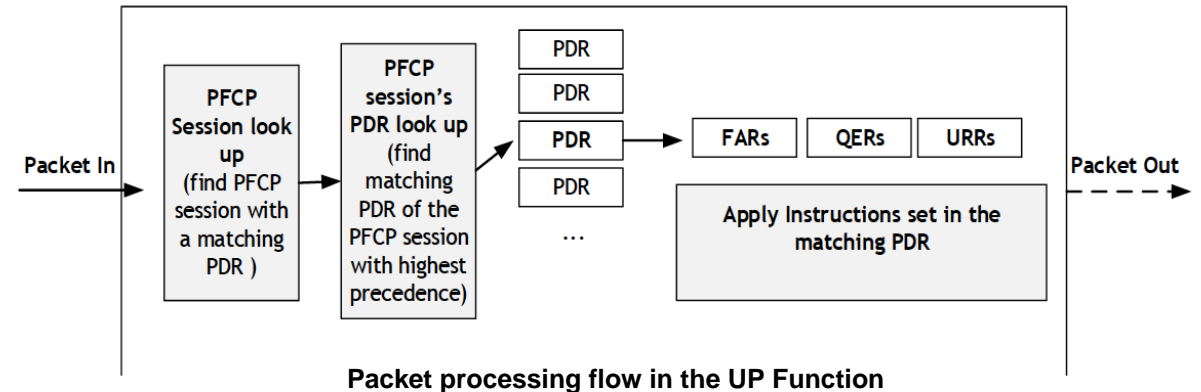 Packet In
PFCP
Session look
up
(find PFCP
session with
a matching
PDR )
PFCP
session's
PDR look up
(find
matching
PDR of the
PFCP session
with highest
precedence)
PDR
PDR
PDR
PDR
...
FARs
QERs
URRs
Apply Instructions set in the
matching PDR
Packet Out
Packet processing flow in the UP Function